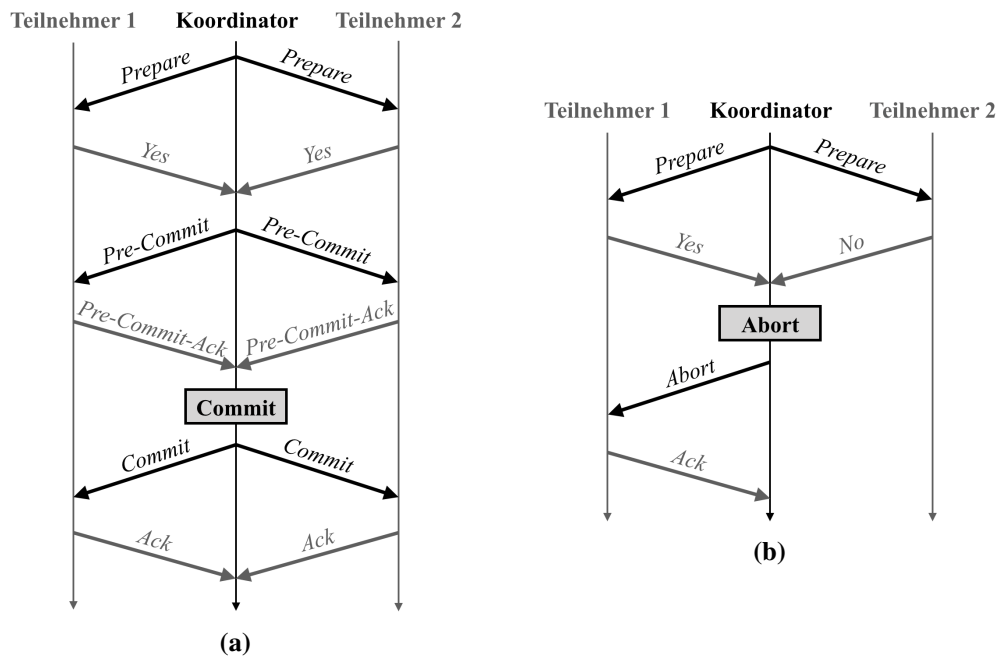 Teilnehmer 1 Koordinator Teilnehmer 2
Prepare Prepare
Yes Yes
Pre-Commit Pre-Commit
Pre-Commit-Ack Pre-Commit-Ack
Commit
Commit Commit
Ack Ack
(a)
Teilnehmer 1 Koordinator Teilnehmer 2
Prepare Prepare
Yes No
Abort
Abort
Ack
(b)